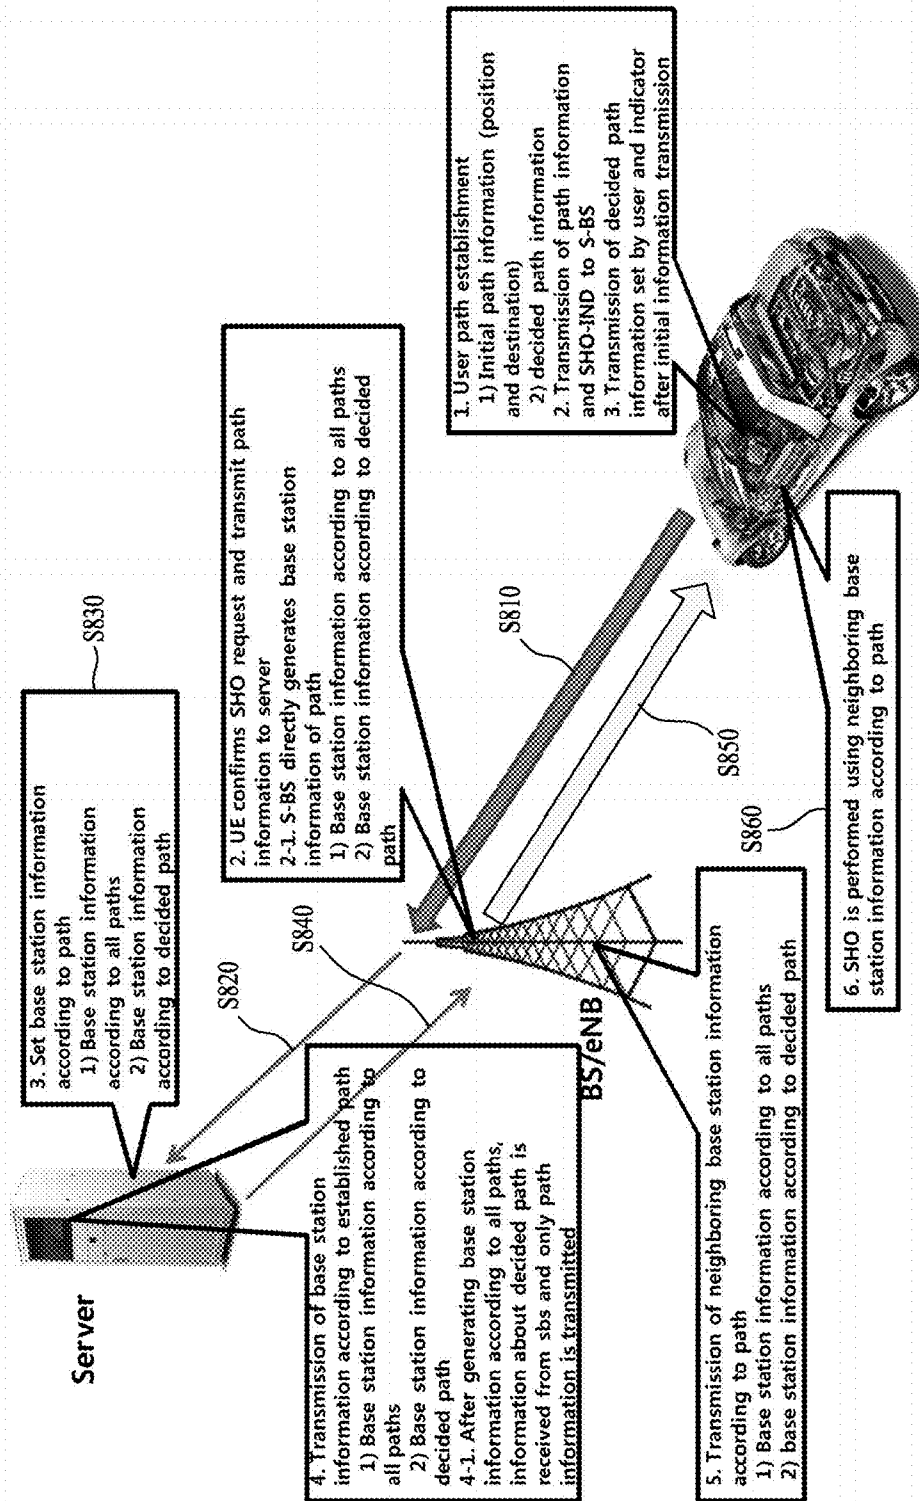 Server
3. Set base station information
according to path
1) Base station information
according to all paths
2) Base station information
according to decided path
S830
4. Transmission of base station
information according to established path
1) Base station information according to
all paths
2) Base station information according to
decided path
4-1. After generating base station
information according to all paths,
information about decided path is
received from sbs and only path
information is transmitted
S820
S840
BS/eNB
2. UE confirms SHO request and transmit path
information to server
2-1. S-BS directly generates base station
information of path
1) Base station information according to all paths
2) Base station information according to decided
path
5. Transmission of neighboring base station information
according to path
1) Base station information according to all paths
2) base station information according to decided path
S810
S850
1. User path establishment
1) Initial path information (position
and destination)
2) decided path information
2. Transmission of path information
and SHO-IND to S-BS
3. Transmission of decided path
information set by user and indicator
after initial information transmission
S860
6. SHO is performed using neighboring base
station information according to path